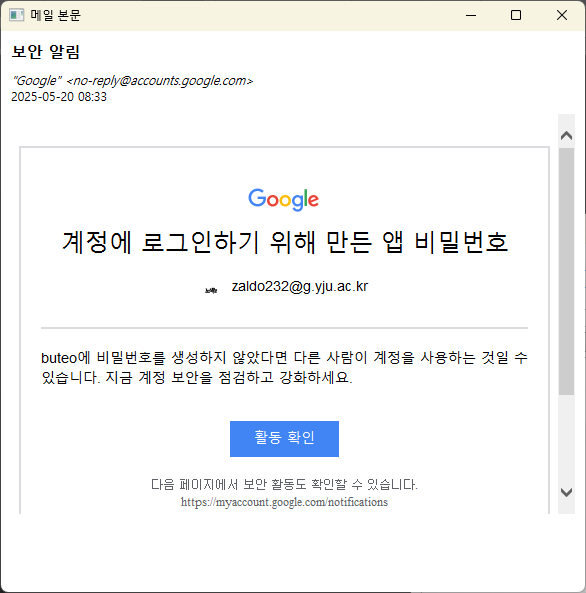 메일 본문
보안 알림
"Google" <no-reply@accounts.google.com>
2025-05-20 08:33
Google
계정에 로그인하기 위해 만든 앱 비밀번호
zaldo232@g.yju.ac.kr
buteo에 비밀번호를 생성하지 않았다면 다른 사람이 계정을 사용하는 것일 수
있습니다. 지금 계정 보안을 점검하고 강화하세요.
활동 확인
다음 페이지에서 보안 활동도 확인할 수 있습니다.
https://myaccount.google.com/notifications